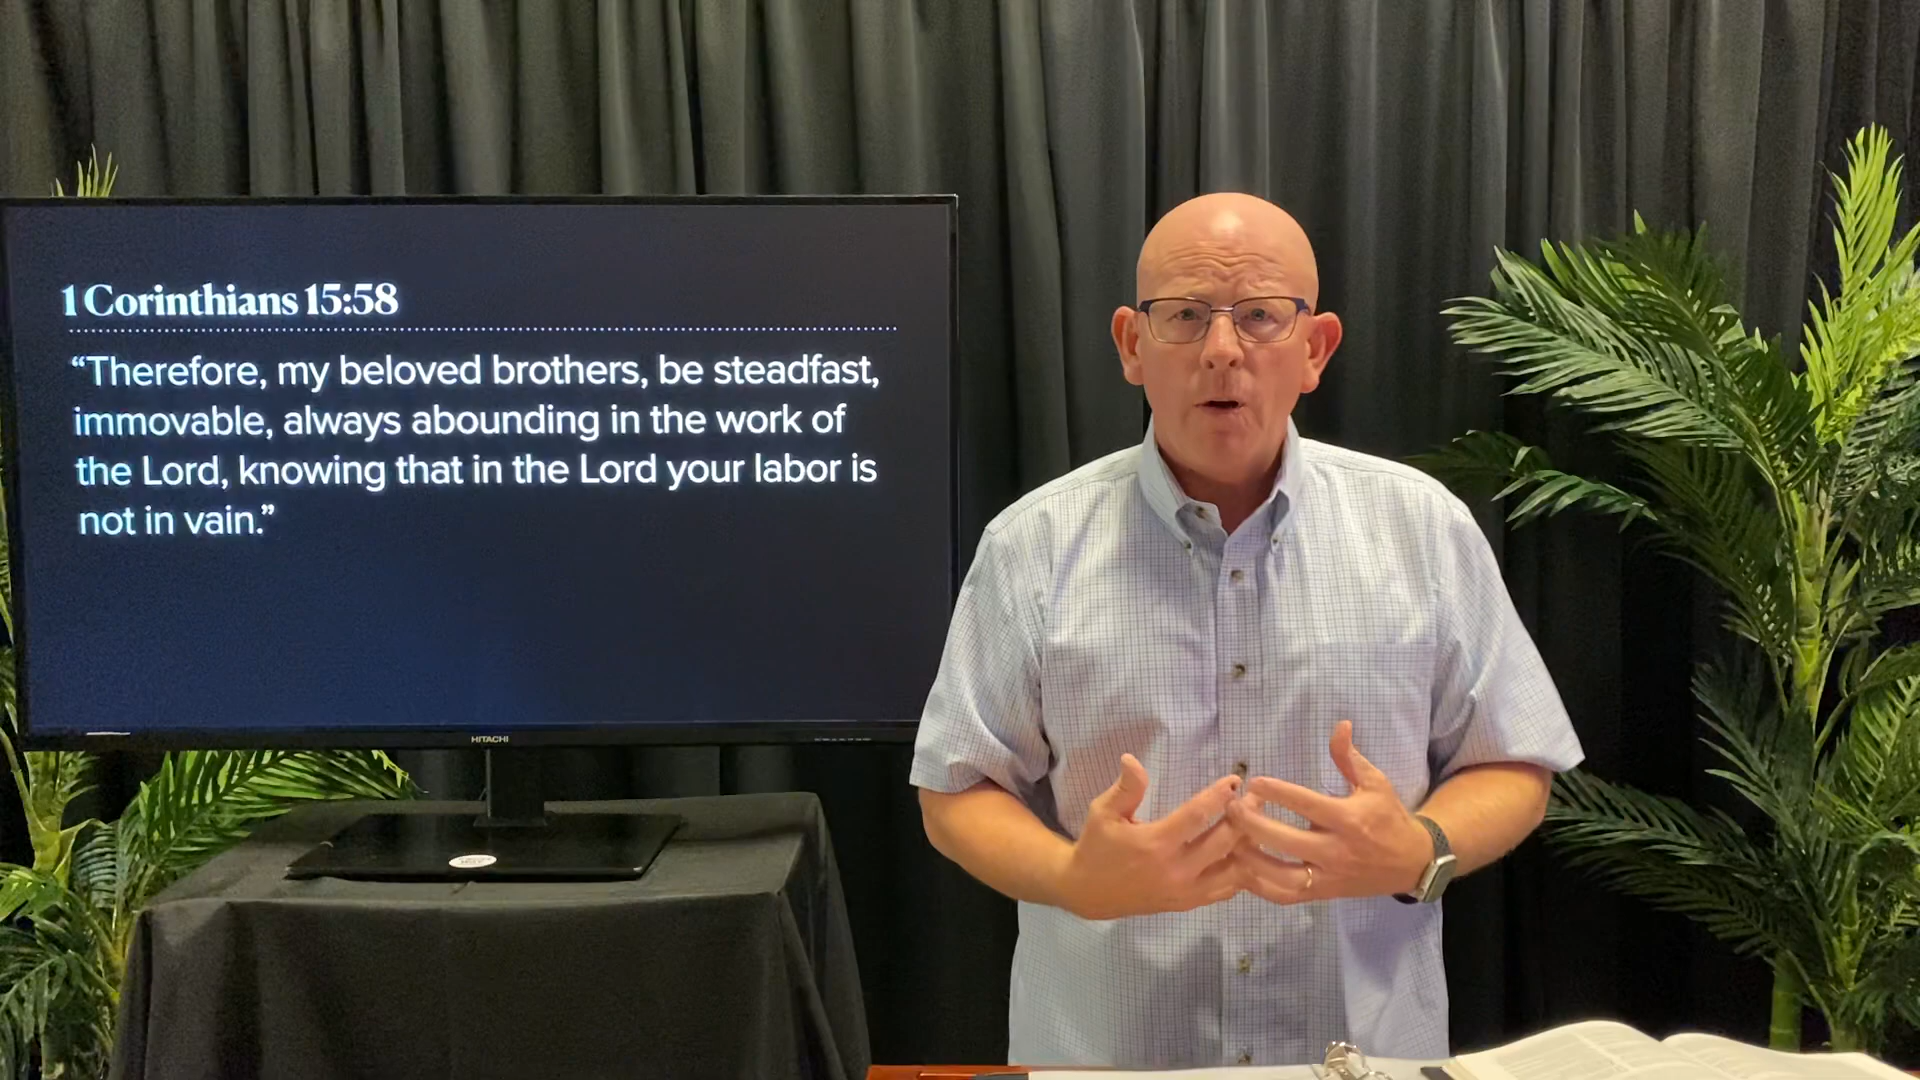 1 Corinthians 15:58
“Therefore, my beloved brothers, be steadfast,
immovable, always abounding in the work of
the Lord, knowing that in the Lord your labor is
not in vain.”
HITACHI